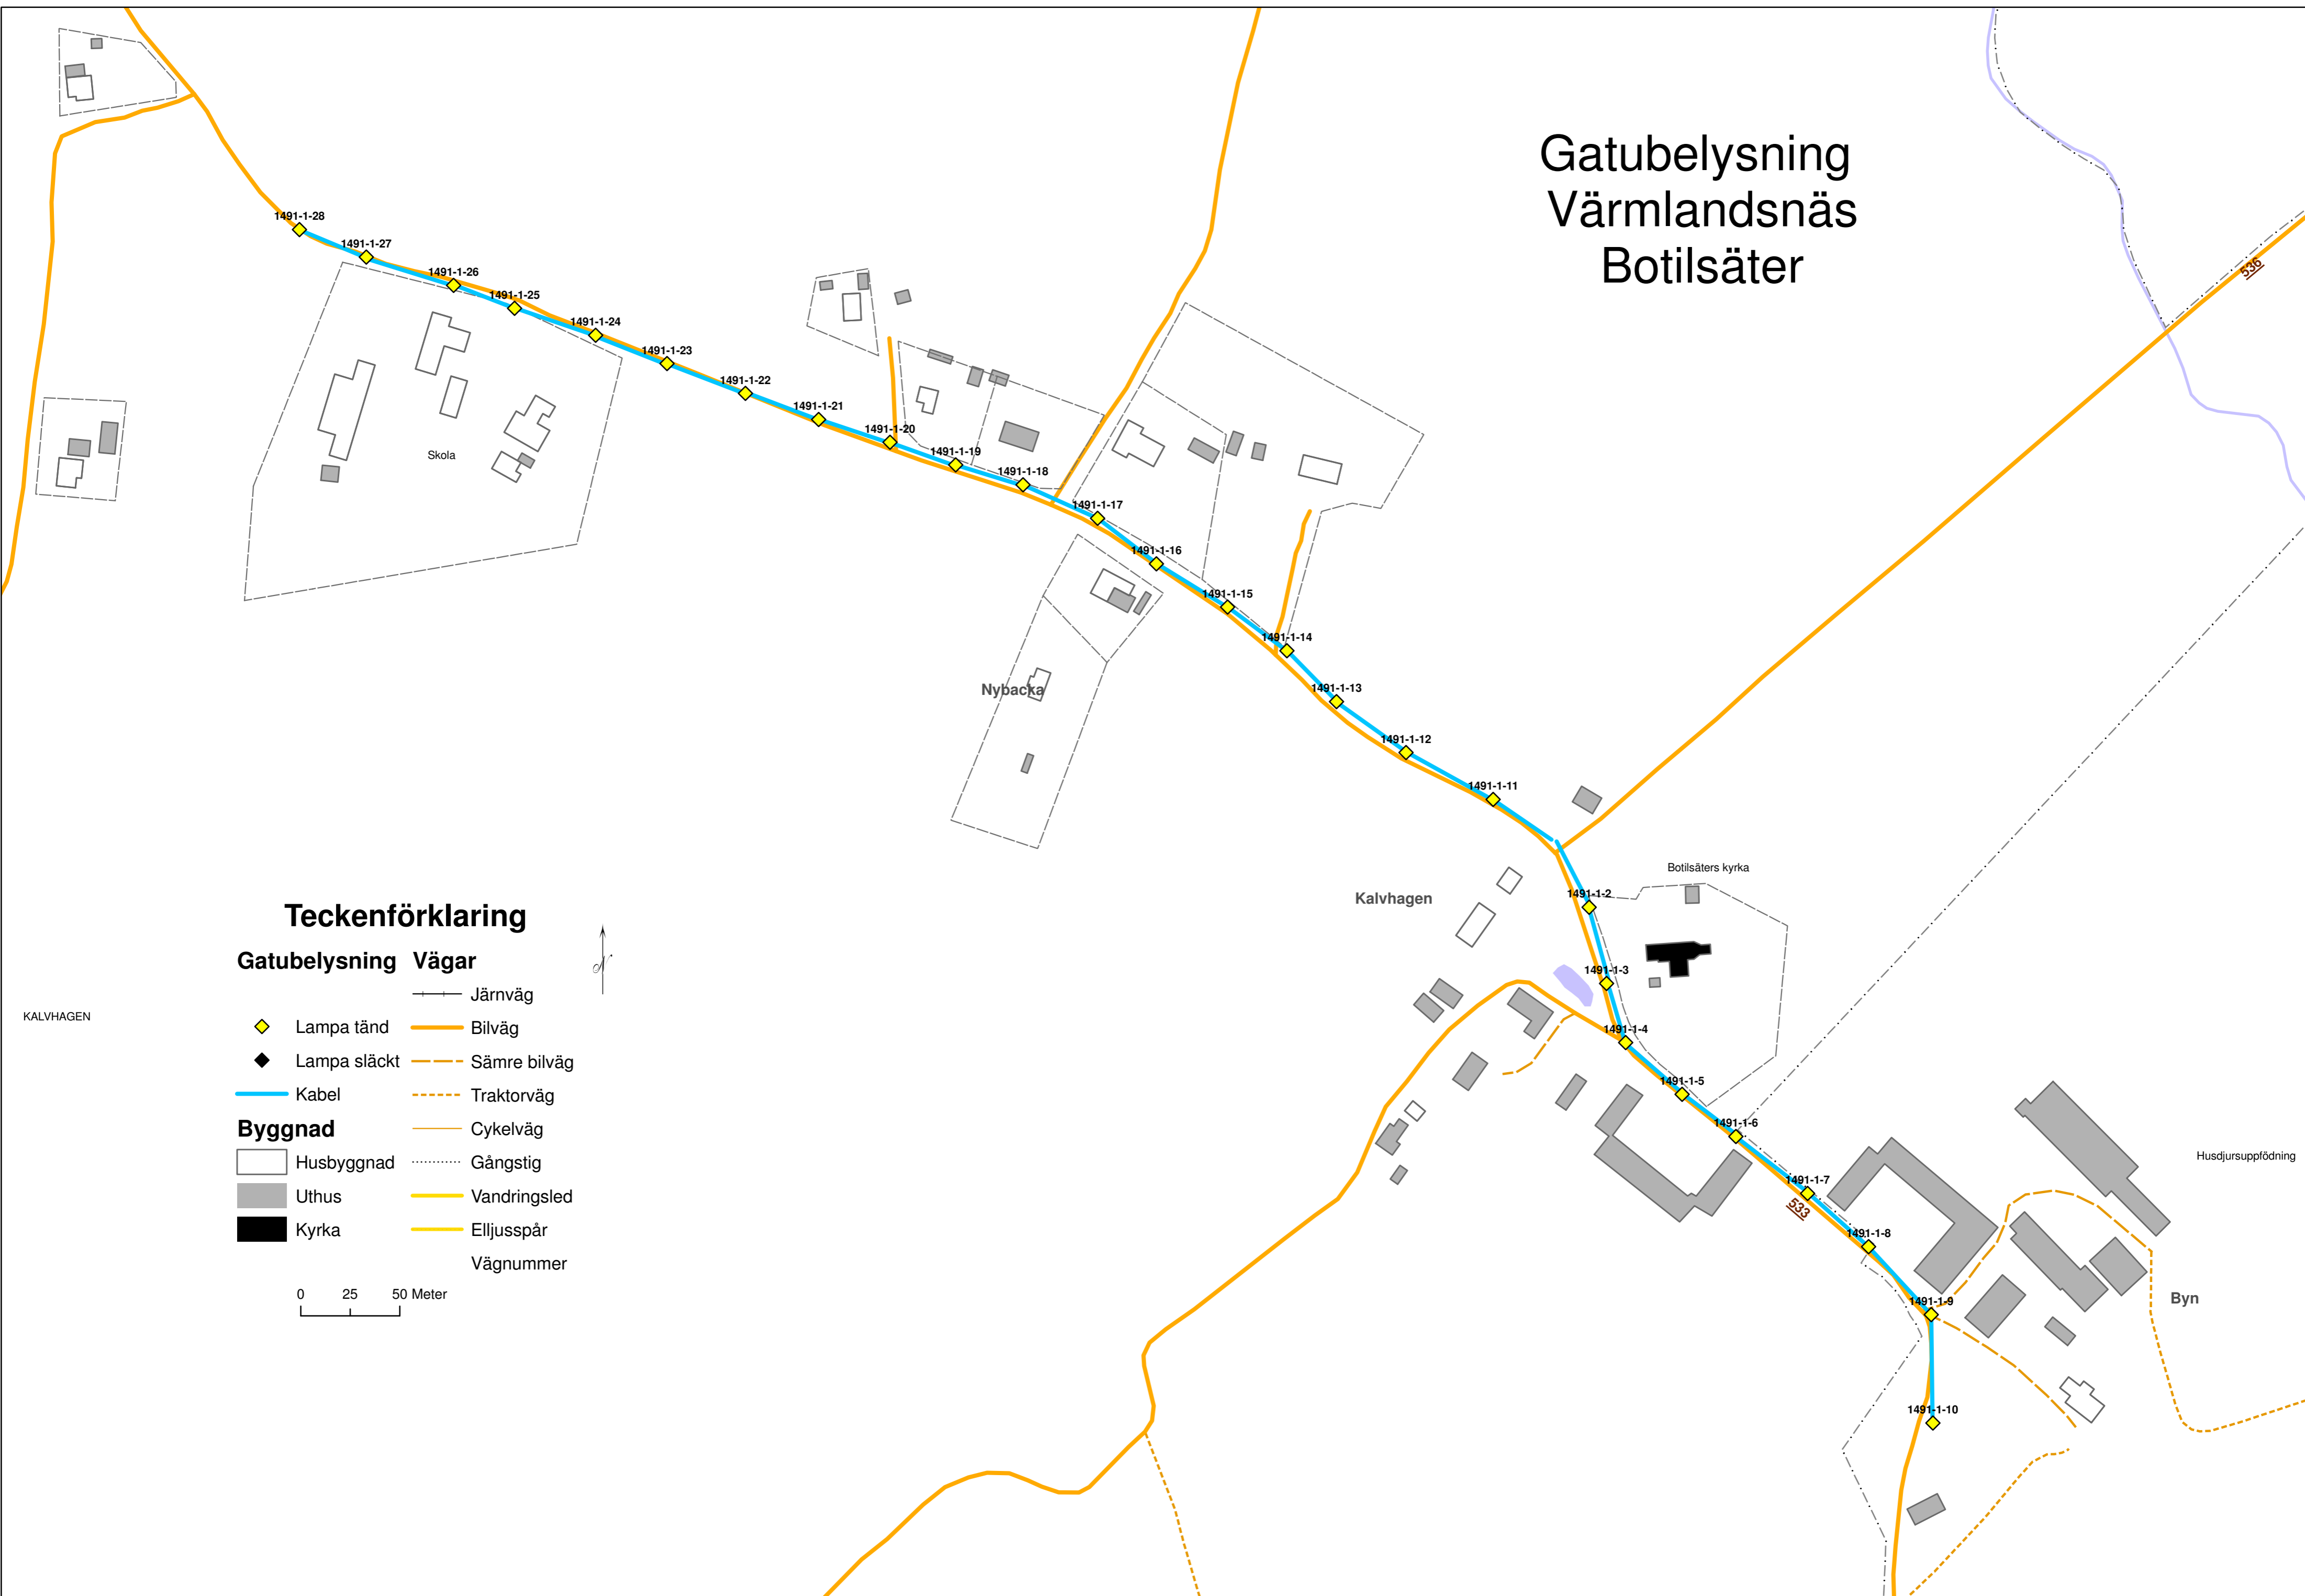 Gatubelysning
Värmlandsnäs
Botilsäter
536
1491-1-28
1491-1-27
1491-1-26
1491-1-25
1491-1-24
1491-1-23
1491-1-22
1491-1-21
1491-1-20
1491-1-19
1491-1-18
1491-1-17
1491-1-16
1491-1-15
1491-1-14
1491-1-13
1491-1-12
1491-1-11
Skola
Nybacka
Kalvhagen
Botilsäters kyrka
1491-1-2
1491-1-3
1491-1-4
1491-1-5
1491-1-6
1491-1-7
533
1491-1-8
1491-1-9
1491-1-10
Husdjursuppfödning
Byn
KALVHAGEN
Teckenförklaring
Gatubelysning
Lampa tänd
Lampa släckt
Kabel
Byggnad
Husbyggnad
Uthus
Kyrka
Vägar
Järnväg
Bilväg
Sämre bilväg
Traktorväg
Cykelväg
Gångstig
Vandringsled
Elljusspår
Vägnummer
N
0 25 50 Meter